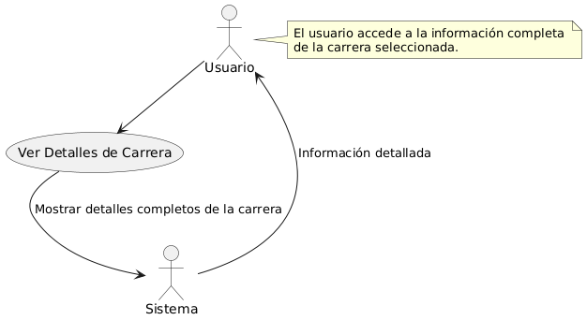 El usuario accede a la información completa
de la carrera seleccionada.
Usuario
Ver Detalles de Carrera
Información detallada
Mostrar detalles completos de la carrera
Sistema